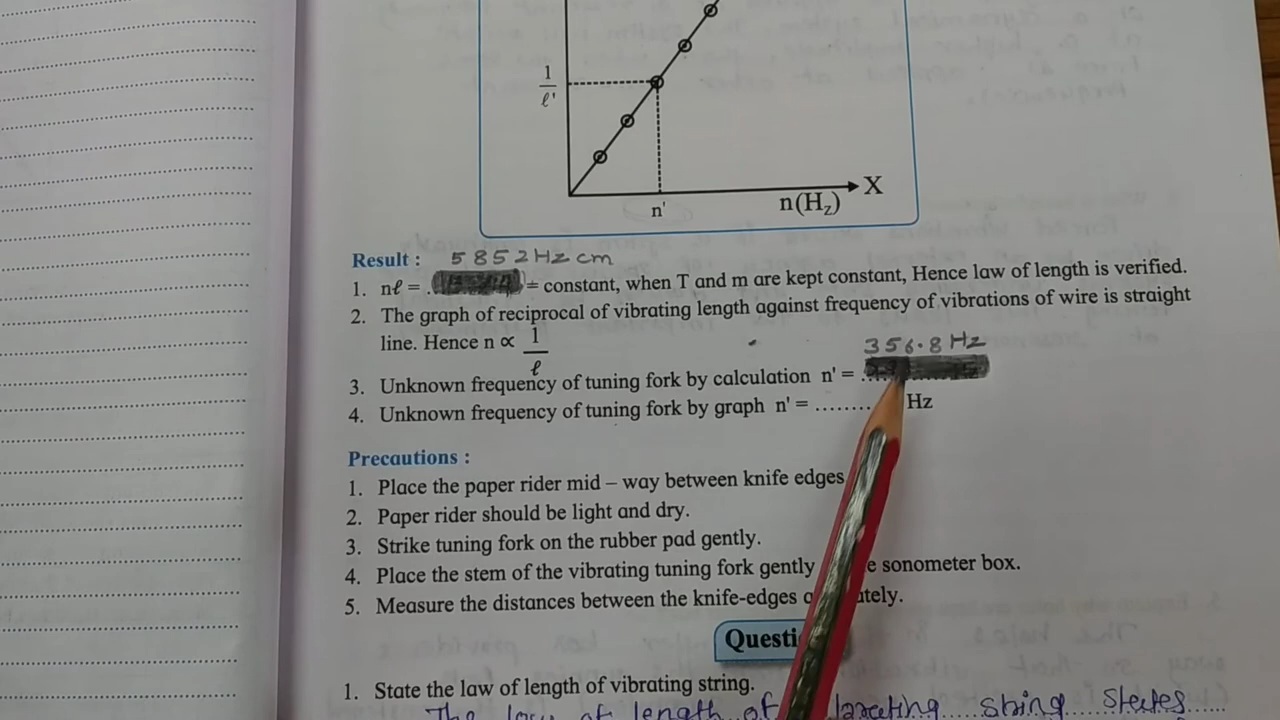 1
ℓ'
X
n'
n(Hz)
Result : 5852 Hz cm
1. nℓ = = constant, when T and m are kept constant, Hence law of length is verified.
2. The graph of reciprocal of vibrating length against frequency of vibrations of wire is straight
line. Hence n ∝ 1/ℓ
356.8 Hz
3. Unknown frequency of tuning fork by calculation n' =
4. Unknown frequency of tuning fork by graph n' = ........ Hz
Precautions :
1. Place the paper rider mid – way between knife edges
2. Paper rider should be light and dry.
3. Strike tuning fork on the rubber pad gently.
4. Place the stem of the vibrating tuning fork gently sonometer box.
5. Measure the distances between the knife-edges
1. State the law of length of vibrating string.
The law of length of string states